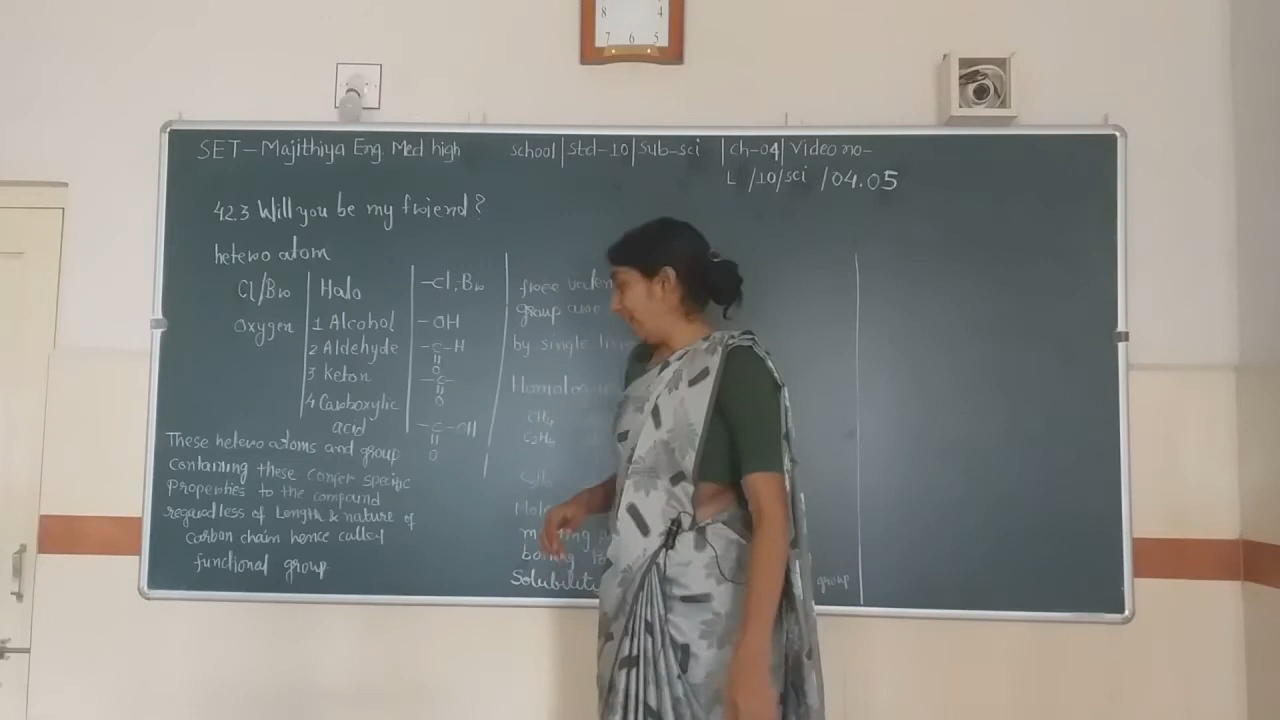 8 4
7 6 5
SET - Majithiya Eng. Med high school | Std-10 | Sub-sci | Ch-04 | Video no-
L /10/sci /04.05
42.3 Will you be my friend?
hetero atom
Cl/Br | Halo | -Cl, -Br
Oxygen | 1 Alcohol | -OH
2 Aldehyde | -C-H
O
3 Keton | -C-
O
4 Carboxylic acid | -C-OH
O
These hetero atoms and group
containing these confer specific
Properties to the compound
regardless of Length & nature of
carbon chain hence called
functional group
free
group are
by single
CH4
C2H4
boiling
group